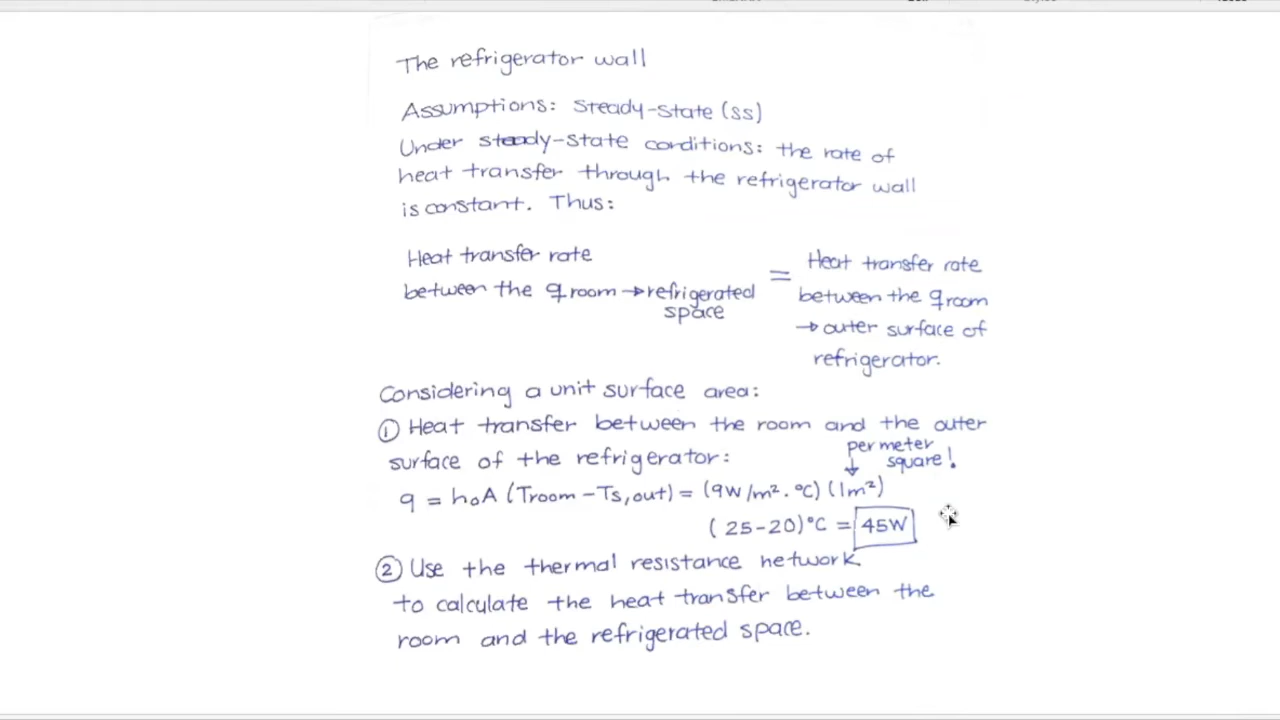 The refrigerator wall
Assumptions: Steady-State (SS)
Under steady-state conditions: the rate of
heat transfer through the refrigerator wall
is constant. Thus:
Heat transfer rate
between the q room → refrigerated
space
=
Heat transfer rate
between the q room
→ outer surface of
refrigerator.
Considering a unit surface area:
① Heat transfer between the room and the outer
surface of the refrigerator:
per meter
square!
q = hoA (Troom - Ts,out) = (9W/m². °C) (1m²)
(25-20)°C = 45W
② Use the thermal resistance network
to calculate the heat transfer between the
room and the refrigerated space.